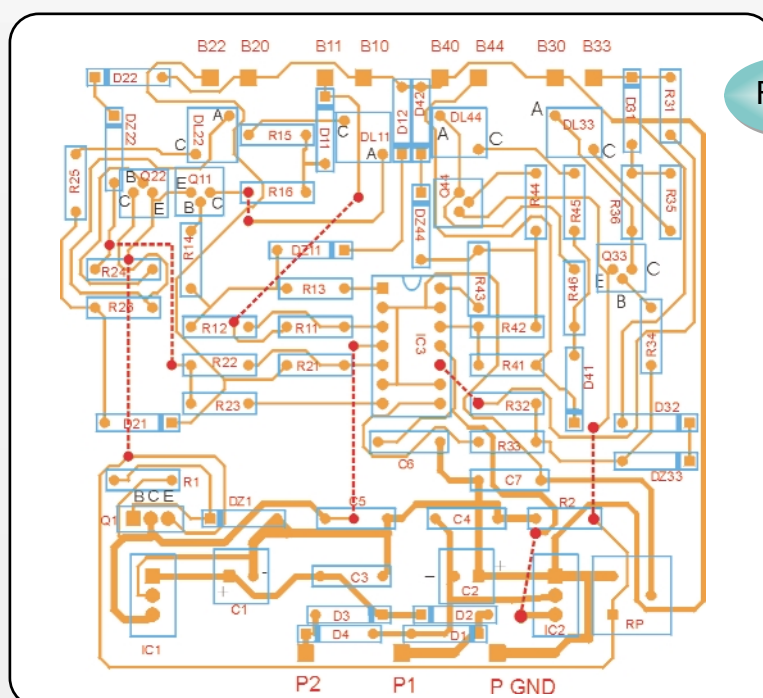 B22 B20 B11 B10 B40 B44 B30 B33
D22 D12 D42 D31 R31
DZ22 DL22 A R15 D11 C DL11 A DL44 A C A DL33 C
C
R25 B Q22 E Q11 R16 Q44 R44 R45 R36 R35
C E B C
R14 DZ11 DZ44 Q33 C
R24 E B
R13 R43 R46
R26 R12 R11 IC3 R42 R34
R22 R21 R41 D41
R23 R32
D21 D32
R33
C6 DZ33
R1 C7
B C E
Q1 DZ1 C5 C4 R2
C3 + -
- C2
+ C1
D3 D2 RP
IC1 D4 D1 IC2
P2 P1 P GND
P